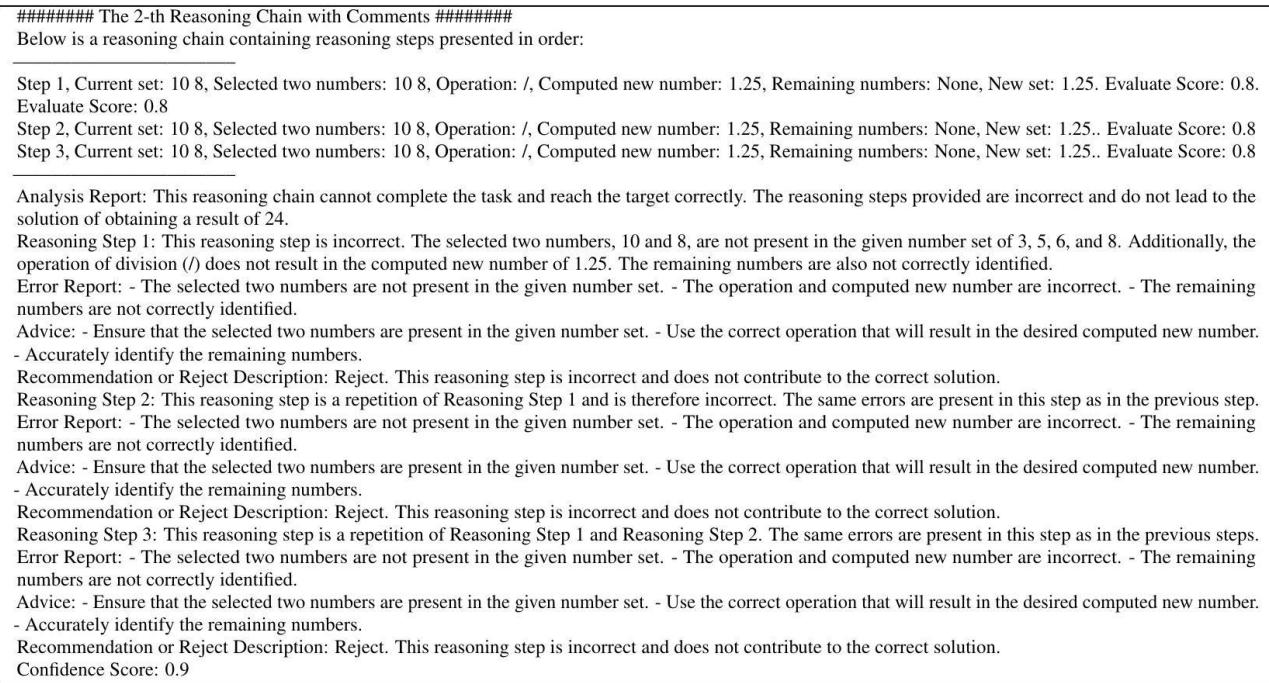 ######## The 2-th Reasoning Chain with Comments ########
Below is a reasoning chain containing reasoning steps presented in order:
Step 1, Current set: 10 8, Selected two numbers: 10 8, Operation: /, Computed new number: 1.25, Remaining numbers: None, New set: 1.25. Evaluate Score: 0.8.
Evaluate Score: 0.8
Step 2, Current set: 10 8, Selected two numbers: 10 8, Operation: /, Computed new number: 1.25, Remaining numbers: None, New set: 1.25.. Evaluate Score: 0.8
Step 3, Current set: 10 8, Selected two numbers: 10 8, Operation: /, Computed new number: 1.25, Remaining numbers: None, New set: 1.25.. Evaluate Score: 0.8
Analysis Report: This reasoning chain cannot complete the task and reach the target correctly. The reasoning steps provided are incorrect and do not lead to the
solution of obtaining a result of 24.
Reasoning Step 1: This reasoning step is incorrect. The selected two numbers, 10 and 8, are not present in the given number set of 3, 5, 6, and 8. Additionally, the
operation of division (/) does not result in the computed new number of 1.25. The remaining numbers are also not correctly identified.
Error Report: - The selected two numbers are not present in the given number set. - The operation and computed new number are incorrect. - The remaining
numbers are not correctly identified.
Advice: - Ensure that the selected two numbers are present in the given number set. - Use the correct operation that will result in the desired computed new number.
- Accurately identify the remaining numbers.
Recommendation or Reject Description: Reject. This reasoning step is incorrect and does not contribute to the correct solution.
Reasoning Step 2: This reasoning step is a repetition of Reasoning Step 1 and is therefore incorrect. The same errors are present in this step as in the previous step.
Error Report: - The selected two numbers are not present in the given number set. - The operation and computed new number are incorrect. - The remaining
numbers are not correctly identified.
Advice: - Ensure that the selected two numbers are present in the given number set. - Use the correct operation that will result in the desired computed new number.
- Accurately identify the remaining numbers.
Recommendation or Reject Description: Reject. This reasoning step is incorrect and does not contribute to the correct solution.
Reasoning Step 3: This reasoning step is a repetition of Reasoning Step 1 and Reasoning Step 2. The same errors are present in this step as in the previous steps.
Error Report: - The selected two numbers are not present in the given number set. - The operation and computed new number are incorrect. - The remaining
numbers are not correctly identified.
Advice: - Ensure that the selected two numbers are present in the given number set. - Use the correct operation that will result in the desired computed new number.
- Accurately identify the remaining numbers.
Recommendation or Reject Description: Reject. This reasoning step is incorrect and does not contribute to the correct solution.
Confidence Score: 0.9